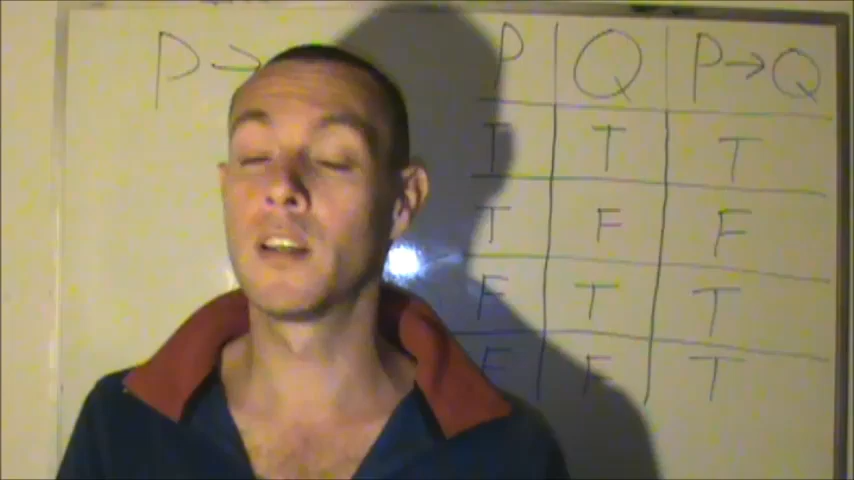 P→
P Q P→Q
T T T
T F F
F T T
F F T